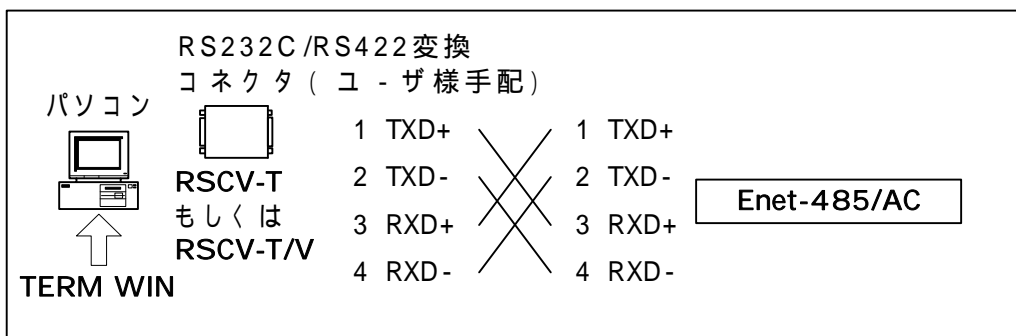 RS232C/RS422変換
コネクタ(ユ-ザ様手配)
パソコン
1 TXD+ 1 TXD+
RSCV-T 2 TXD- 2 TXD-
Enet-485/AC
もしくは 3 RXD+ 3 RXD+
RSCV-T/V
4 RXD- 4 RXD-
TERM WIN